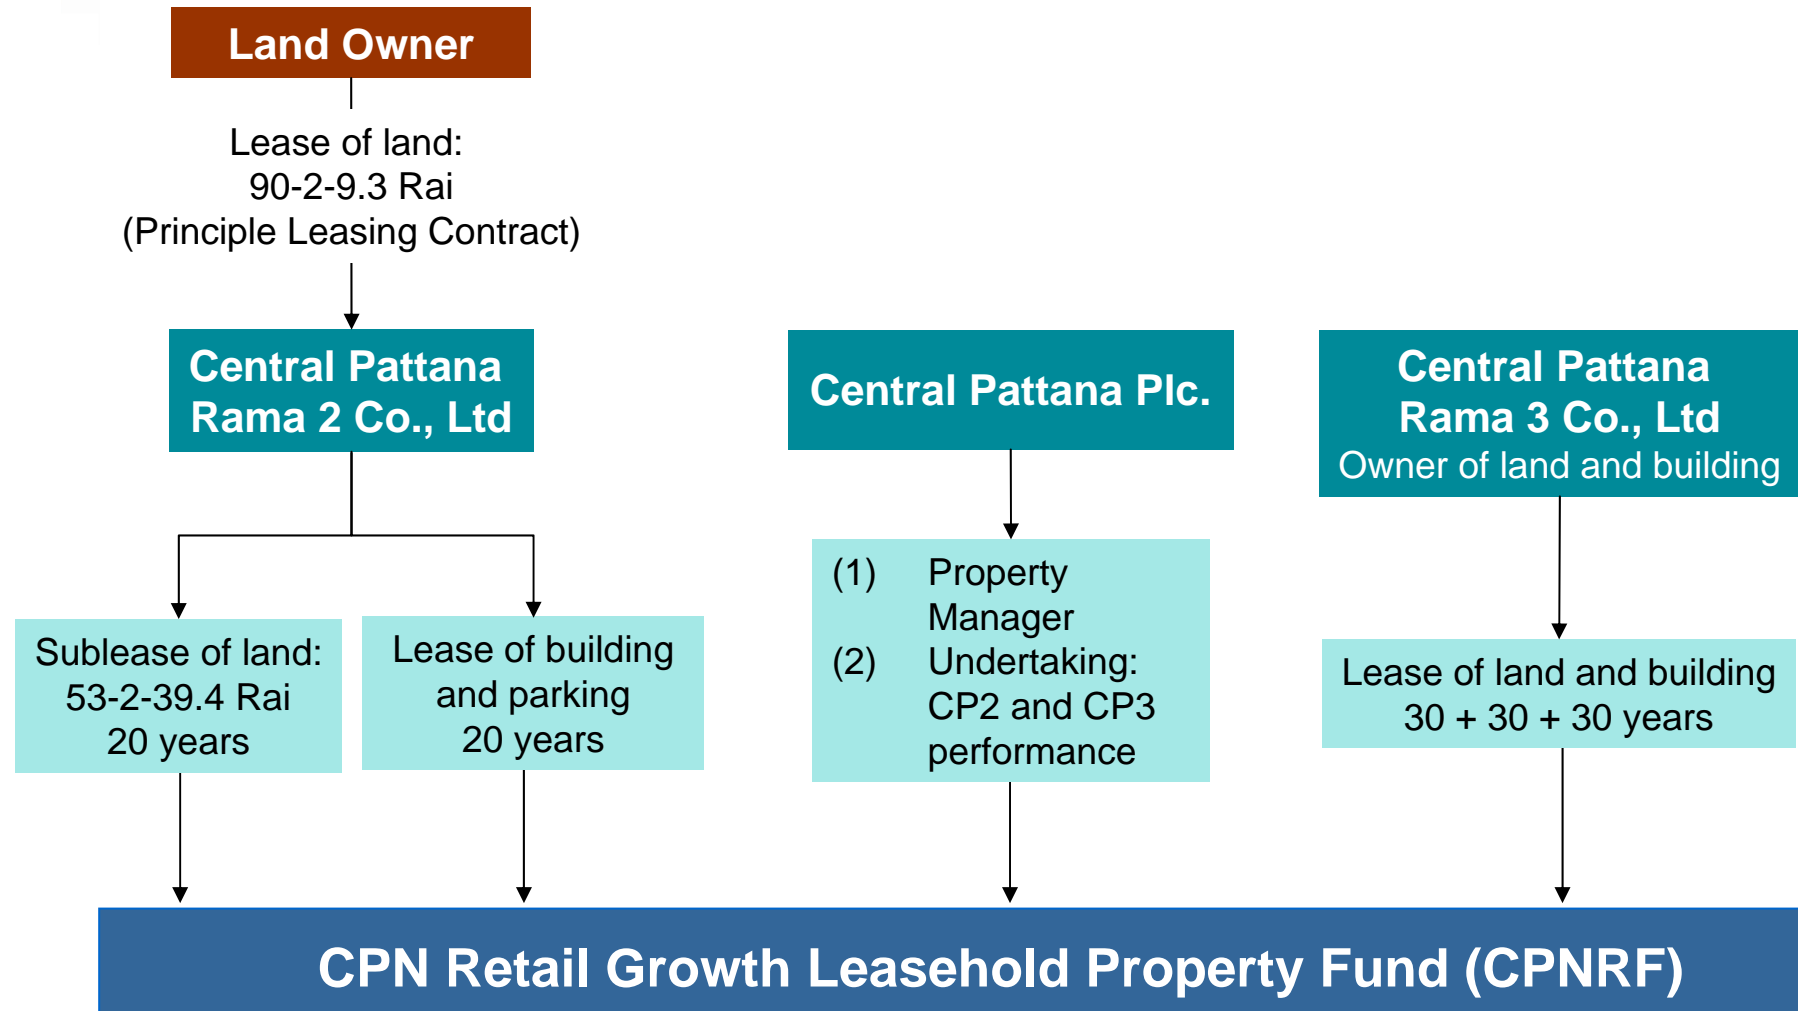 Land Owner
Lease of land:
90-2-9.3 Rai
(Principle Leasing Contract)
Central Pattana
Rama 2 Co., Ltd
Sublease of land:
53-2-39.4 Rai
20 years
Lease of building
and parking
20 years
Central Pattana Plc.
(1) Property
Manager
(2) Undertaking:
CP2 and CP3
performance
Central Pattana
Rama 3 Co., Ltd
Owner of land and building
Lease of land and building
30 + 30 + 30 years
CPN Retail Growth Leasehold Property Fund (CPNRF)